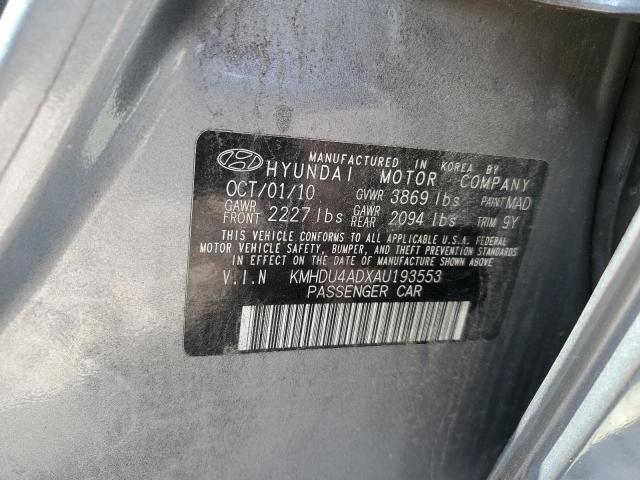 MANUFACTURED IN KOREA BY
HYUNDAI MOTOR COMPANY
OCT/01/10 GVWR 3869 lbs PAINT MAD
GAWR FRONT 2227 lbs GAWR REAR 2094 lbs TRIM 9Y
THIS VEHICLE CONFORMS TO ALL APPLICABLE U.S.A. FEDERAL
MOTOR VEHICLE SAFETY, BUMPER, AND THEFT PREVENTION
STANDARDS IN EFFECT ON THE DATE OF MANUFACTURE SHOWN ABOVE
V.I.N KMHDU4ADXAU193553
PASSENGER CAR